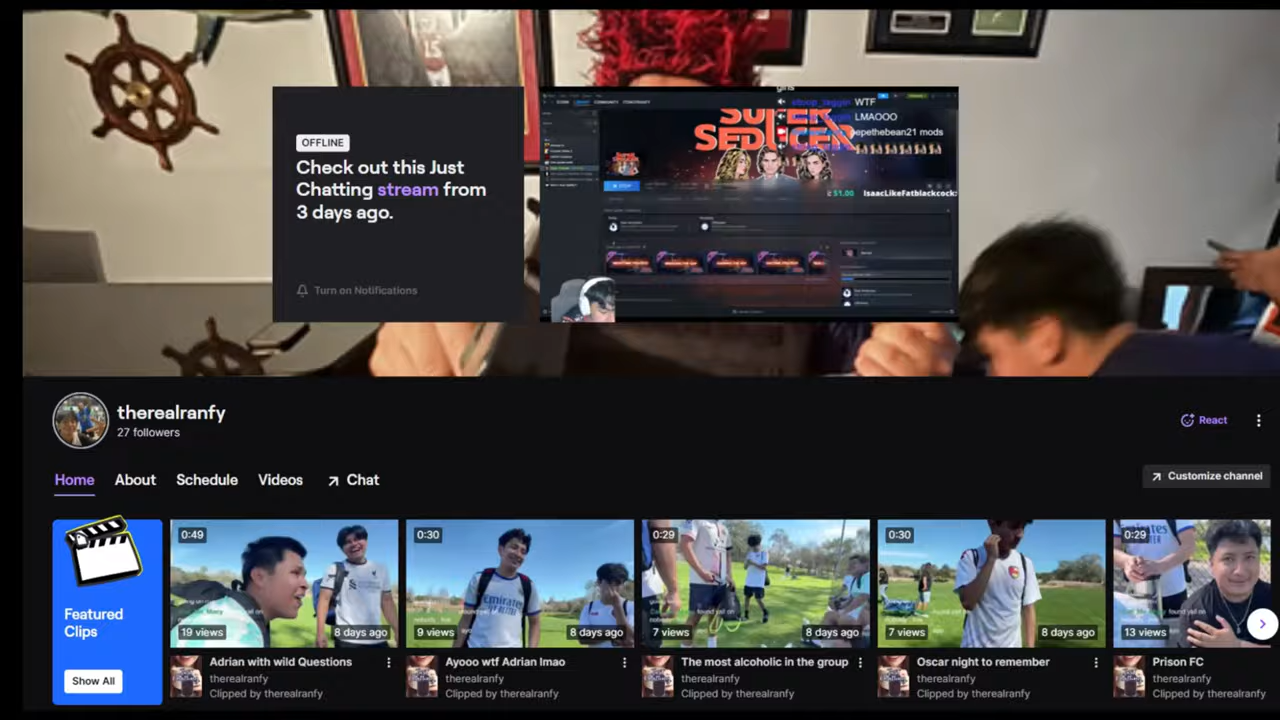 OFFLINE
Check out this Just
Chatting stream from
3 days ago.
Turn on Notifications
WTF
LMAOOO
epethebean21 mods
SUPER
SEDUCER
$1.00 IsaacLikeFatblackcock:
therealranfy
27 followers
React
Home About Schedule Videos Chat
Customize channel
Featured
Clips
Show All
0:49
19 views
8 days ago
Adrian with wild Questions
therealranfy
Clipped by therealranfy
0:30
9 views
8 days ago
Ayooo wtf Adrian lmao
therealranfy
Clipped by therealranfy
0:29
7 views
8 days ago
The most alcoholic in the group
therealranfy
Clipped by therealranfy
0:30
7 views
8 days ago
Oscar night to remember
therealranfy
Clipped by therealranfy
0:29
13 views
Prison FC
therealranfy
Clipped by therealranfy